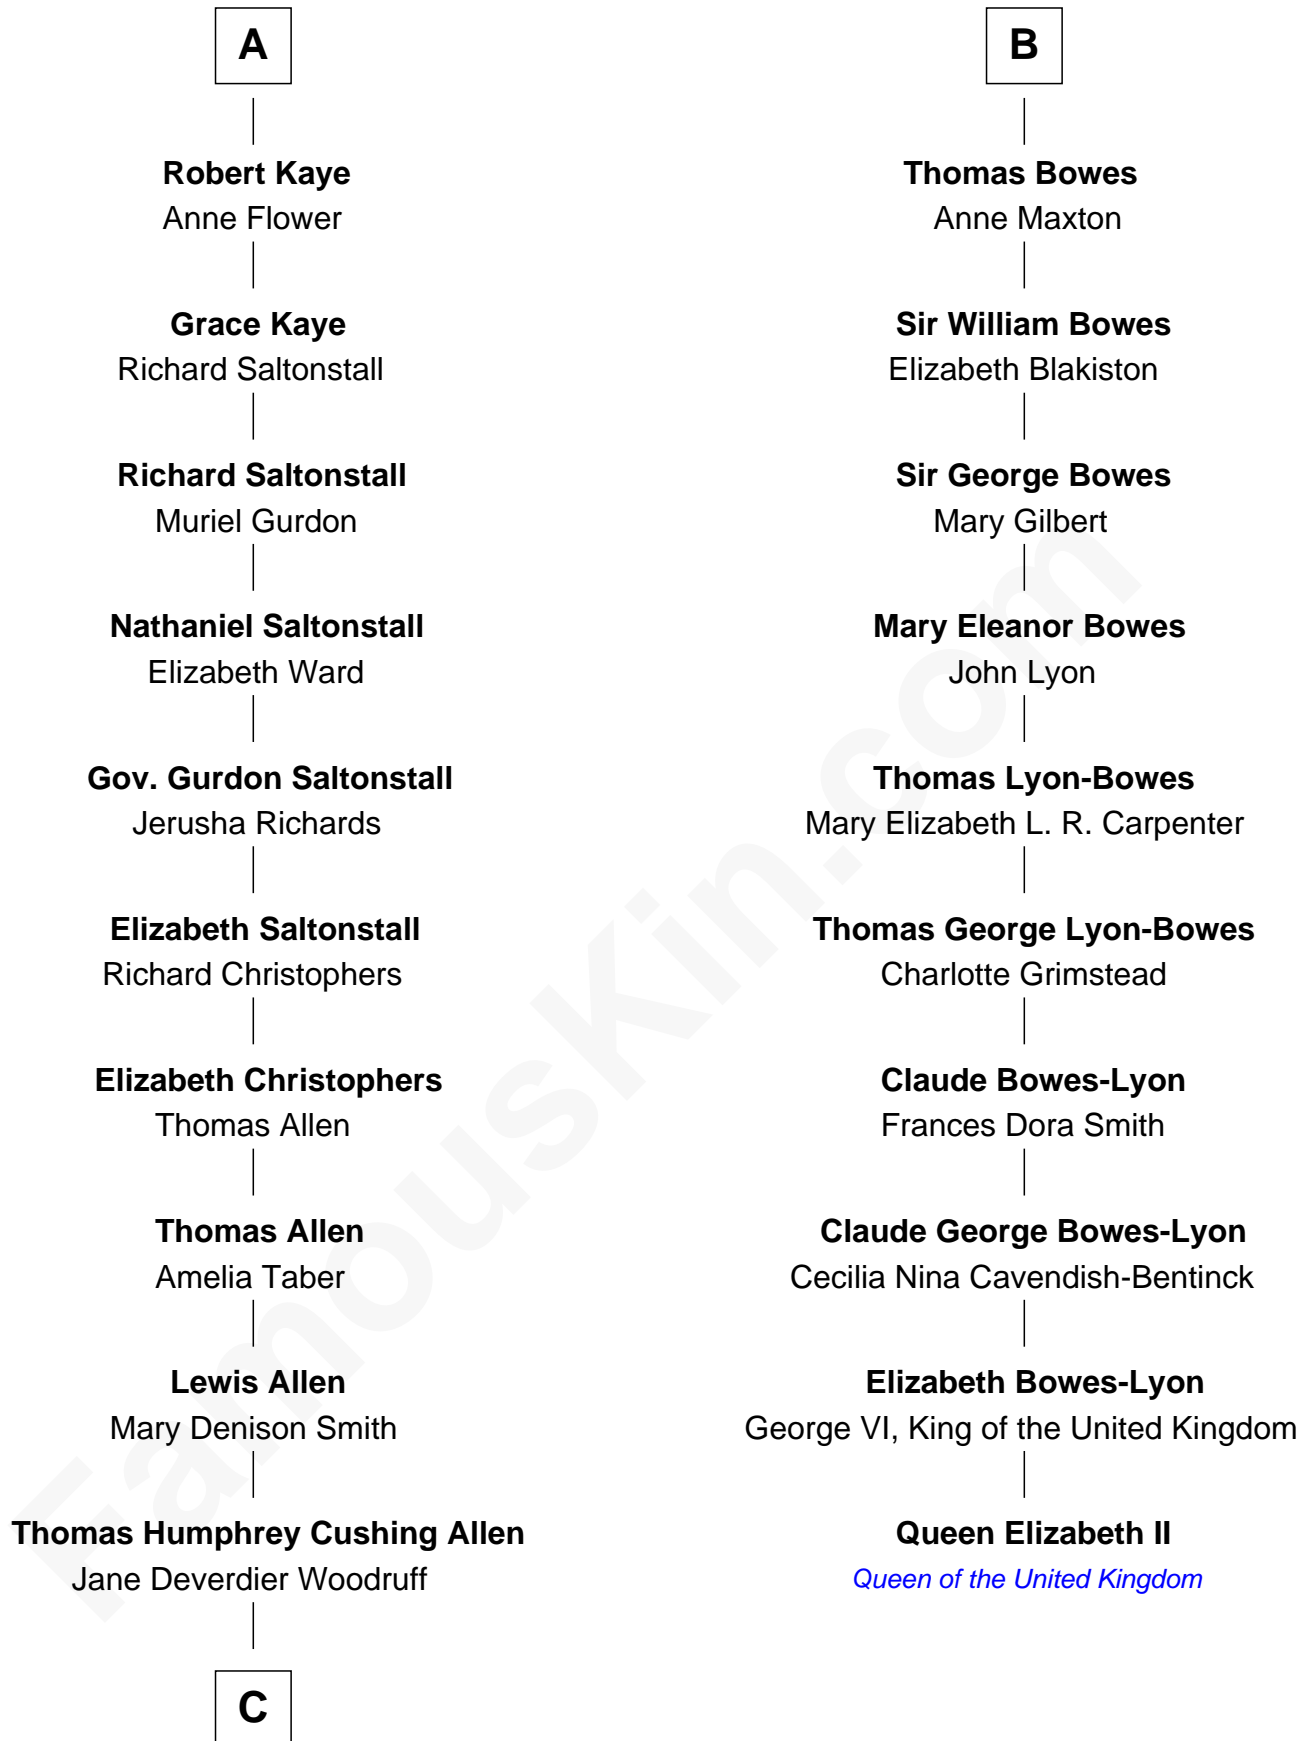 A
Robert Kaye
Anne Flower
Grace Kaye
Richard Saltonstall
Richard Saltonstall
Muriel Gurdon
Nathaniel Saltonstall
Elizabeth Ward
Gov. Gurdon Saltonstall
Jerusha Richards
Elizabeth Saltonstall
Richard Christophers
Elizabeth Christophers
Thomas Allen
Thomas Allen
Amelia Taber
Lewis Allen
Mary Denison Smith
Thomas Humphrey Cushing Allen
Jane Deverdier Woodruff
C
B
Thomas Bowes
Anne Maxton
Sir William Bowes
Elizabeth Blakiston
Sir George Bowes
Mary Gilbert
Mary Eleanor Bowes
John Lyon
Thomas Lyon-Bowes
Mary Elizabeth L. R. Carpenter
Thomas George Lyon-Bowes
Charlotte Grimstead
Claude Bowes-Lyon
Frances Dora Smith
Claude George Bowes-Lyon
Cecilia Nina Cavendish-Bentinck
Elizabeth Bowes-Lyon
George VI, King of the United Kingdom
Queen Elizabeth II
Queen of the United Kingdom
FamousKin.com